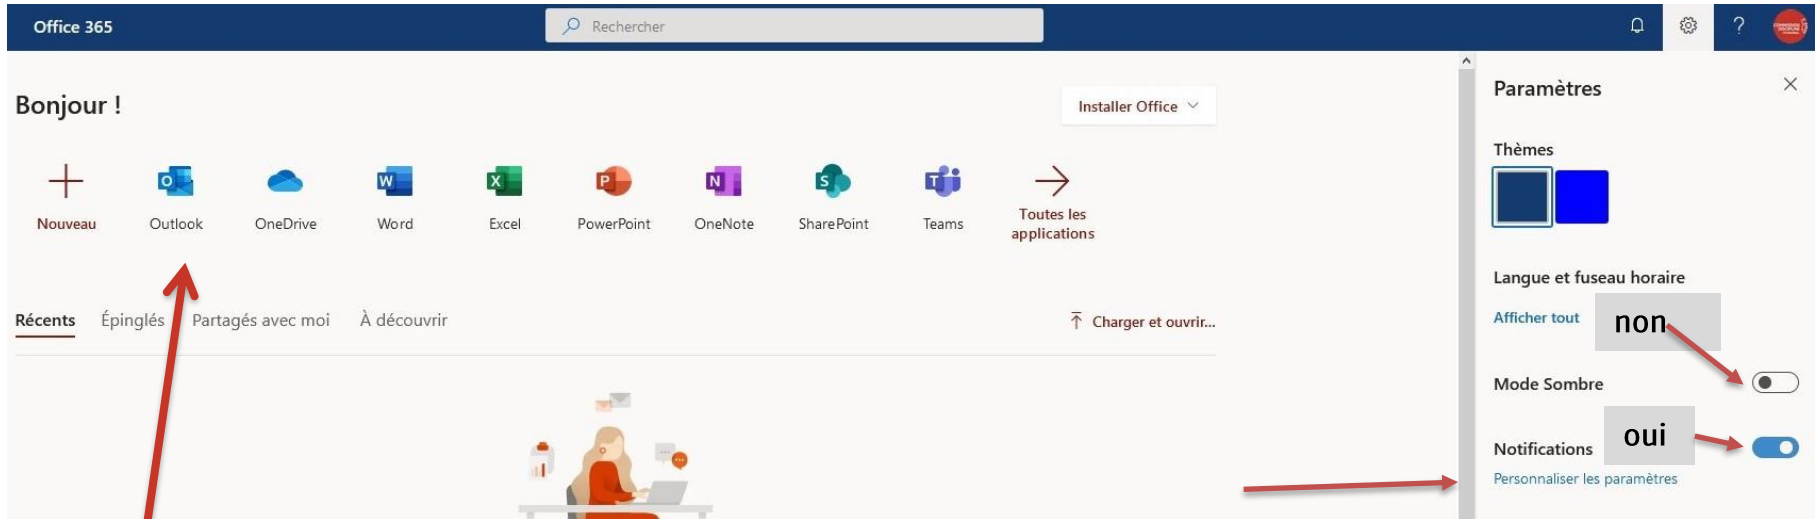 Office 365
Rechercher
?
Bonjour !
Installer Office
Nouveau
Outlook
OneDrive
Word
Excel
PowerPoint
OneNote
SharePoint
Teams
Toutes les
applications
Récents Épinglés Partagés avec moi À découvrir
Charger et ouvrir...
Paramètres
Thèmes
Langue et fuseau horaire
Afficher tout
non
Mode Sombre
oui
Notifications
Personnaliser les paramètres